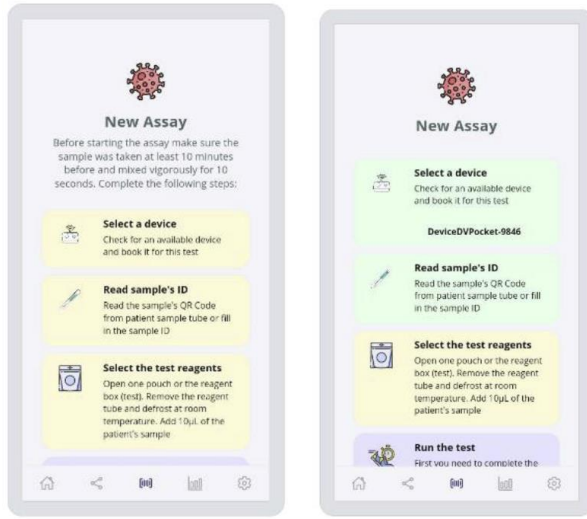 New Assay
Before starting the assay make sure the
sample was taken at least 10 minutes
before and mixed vigorously for 10
seconds. Complete the following steps:
Select a device
Check for an available device
and book it for this test
Read sample's ID
Read the sample's QR Code
from patient sample tube or fill
in the sample ID
Select the test reagents
Open one pouch or the reagent
box (test). Remove the reagent
tube and defrost at room
temperature. Add 10µL of the
patient's sample
New Assay
Select a device
Check for an available device
and book it for this test
DeviceDVPocket-9846
Read sample's ID
Read the sample's QR Code
from patient sample tube or fill
in the sample ID
Select the test reagents
Open one pouch or the reagent
box (test). Remove the reagent
tube and defrost at room
temperature. Add 10µL of the
patient's sample
Run the test
First you need to complete the